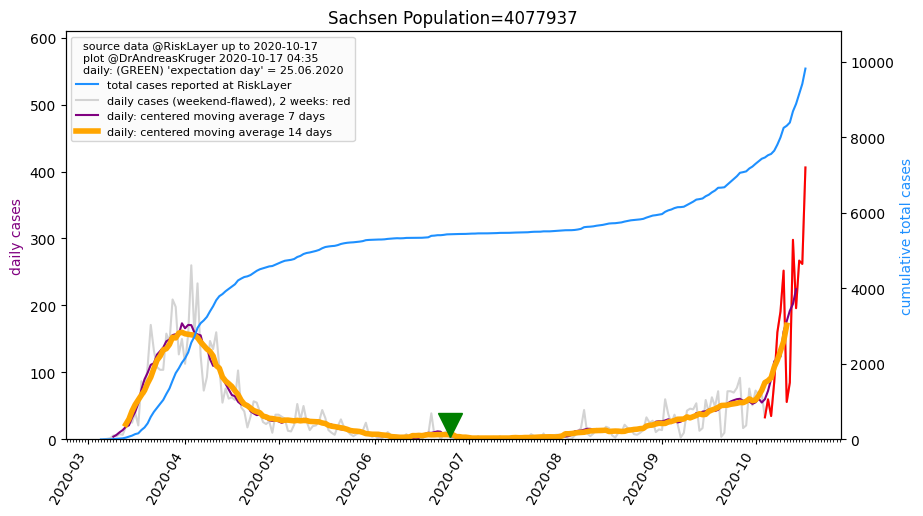 Sachsen Population=4077937
source data @RiskLayer up to 2020-10-17
plot @DrAndreasKruger 2020-10-17 04:35
daily: (GREEN) 'expectation day' = 25.06.2020
total cases reported at RiskLayer
daily cases (weekend-flawed), 2 weeks: red
daily: centered moving average 7 days
daily: centered moving average 14 days
daily cases
600
500
400
300
200
100
0
cumulative total cases
10000
8000
6000
4000
2000
0
2020-03
2020-04
2020-05
2020-06
2020-07
2020-08
2020-09
2020-10